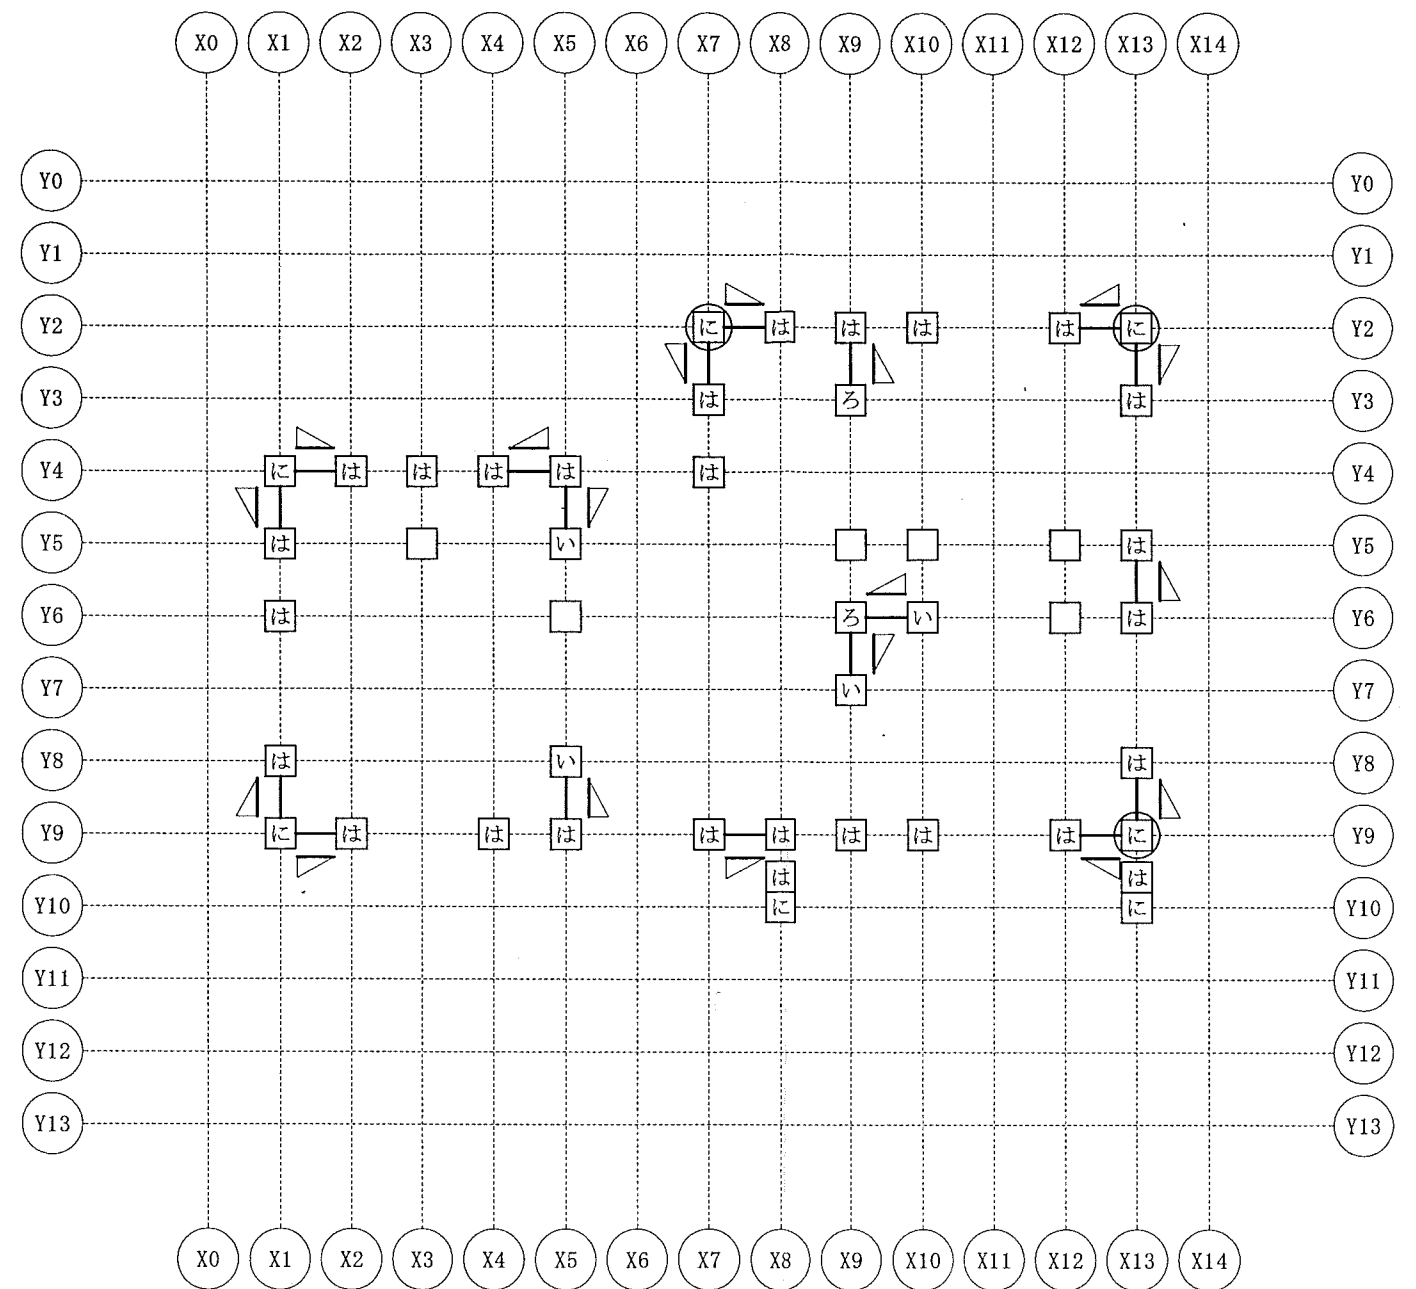 X0 X1 X2 X3 X4 X5 X6 X7 X8 X9 X10 X11 X12 X13 X14
Y0 Y0
Y1 Y1
Y2 に は は は は に Y2
Y3 は ろ は Y3
Y4 に は は は は は Y4
Y5 は い は Y5
Y6 は ろ い は Y6
Y7 い Y7
Y8 は い は Y8
Y9 に は は は は は は は は に Y9
は は
Y10 に に Y10
Y11 Y11
Y12 Y12
Y13 Y13
X0 X1 X2 X3 X4 X5 X6 X7 X8 X9 X10 X11 X12 X13 X14